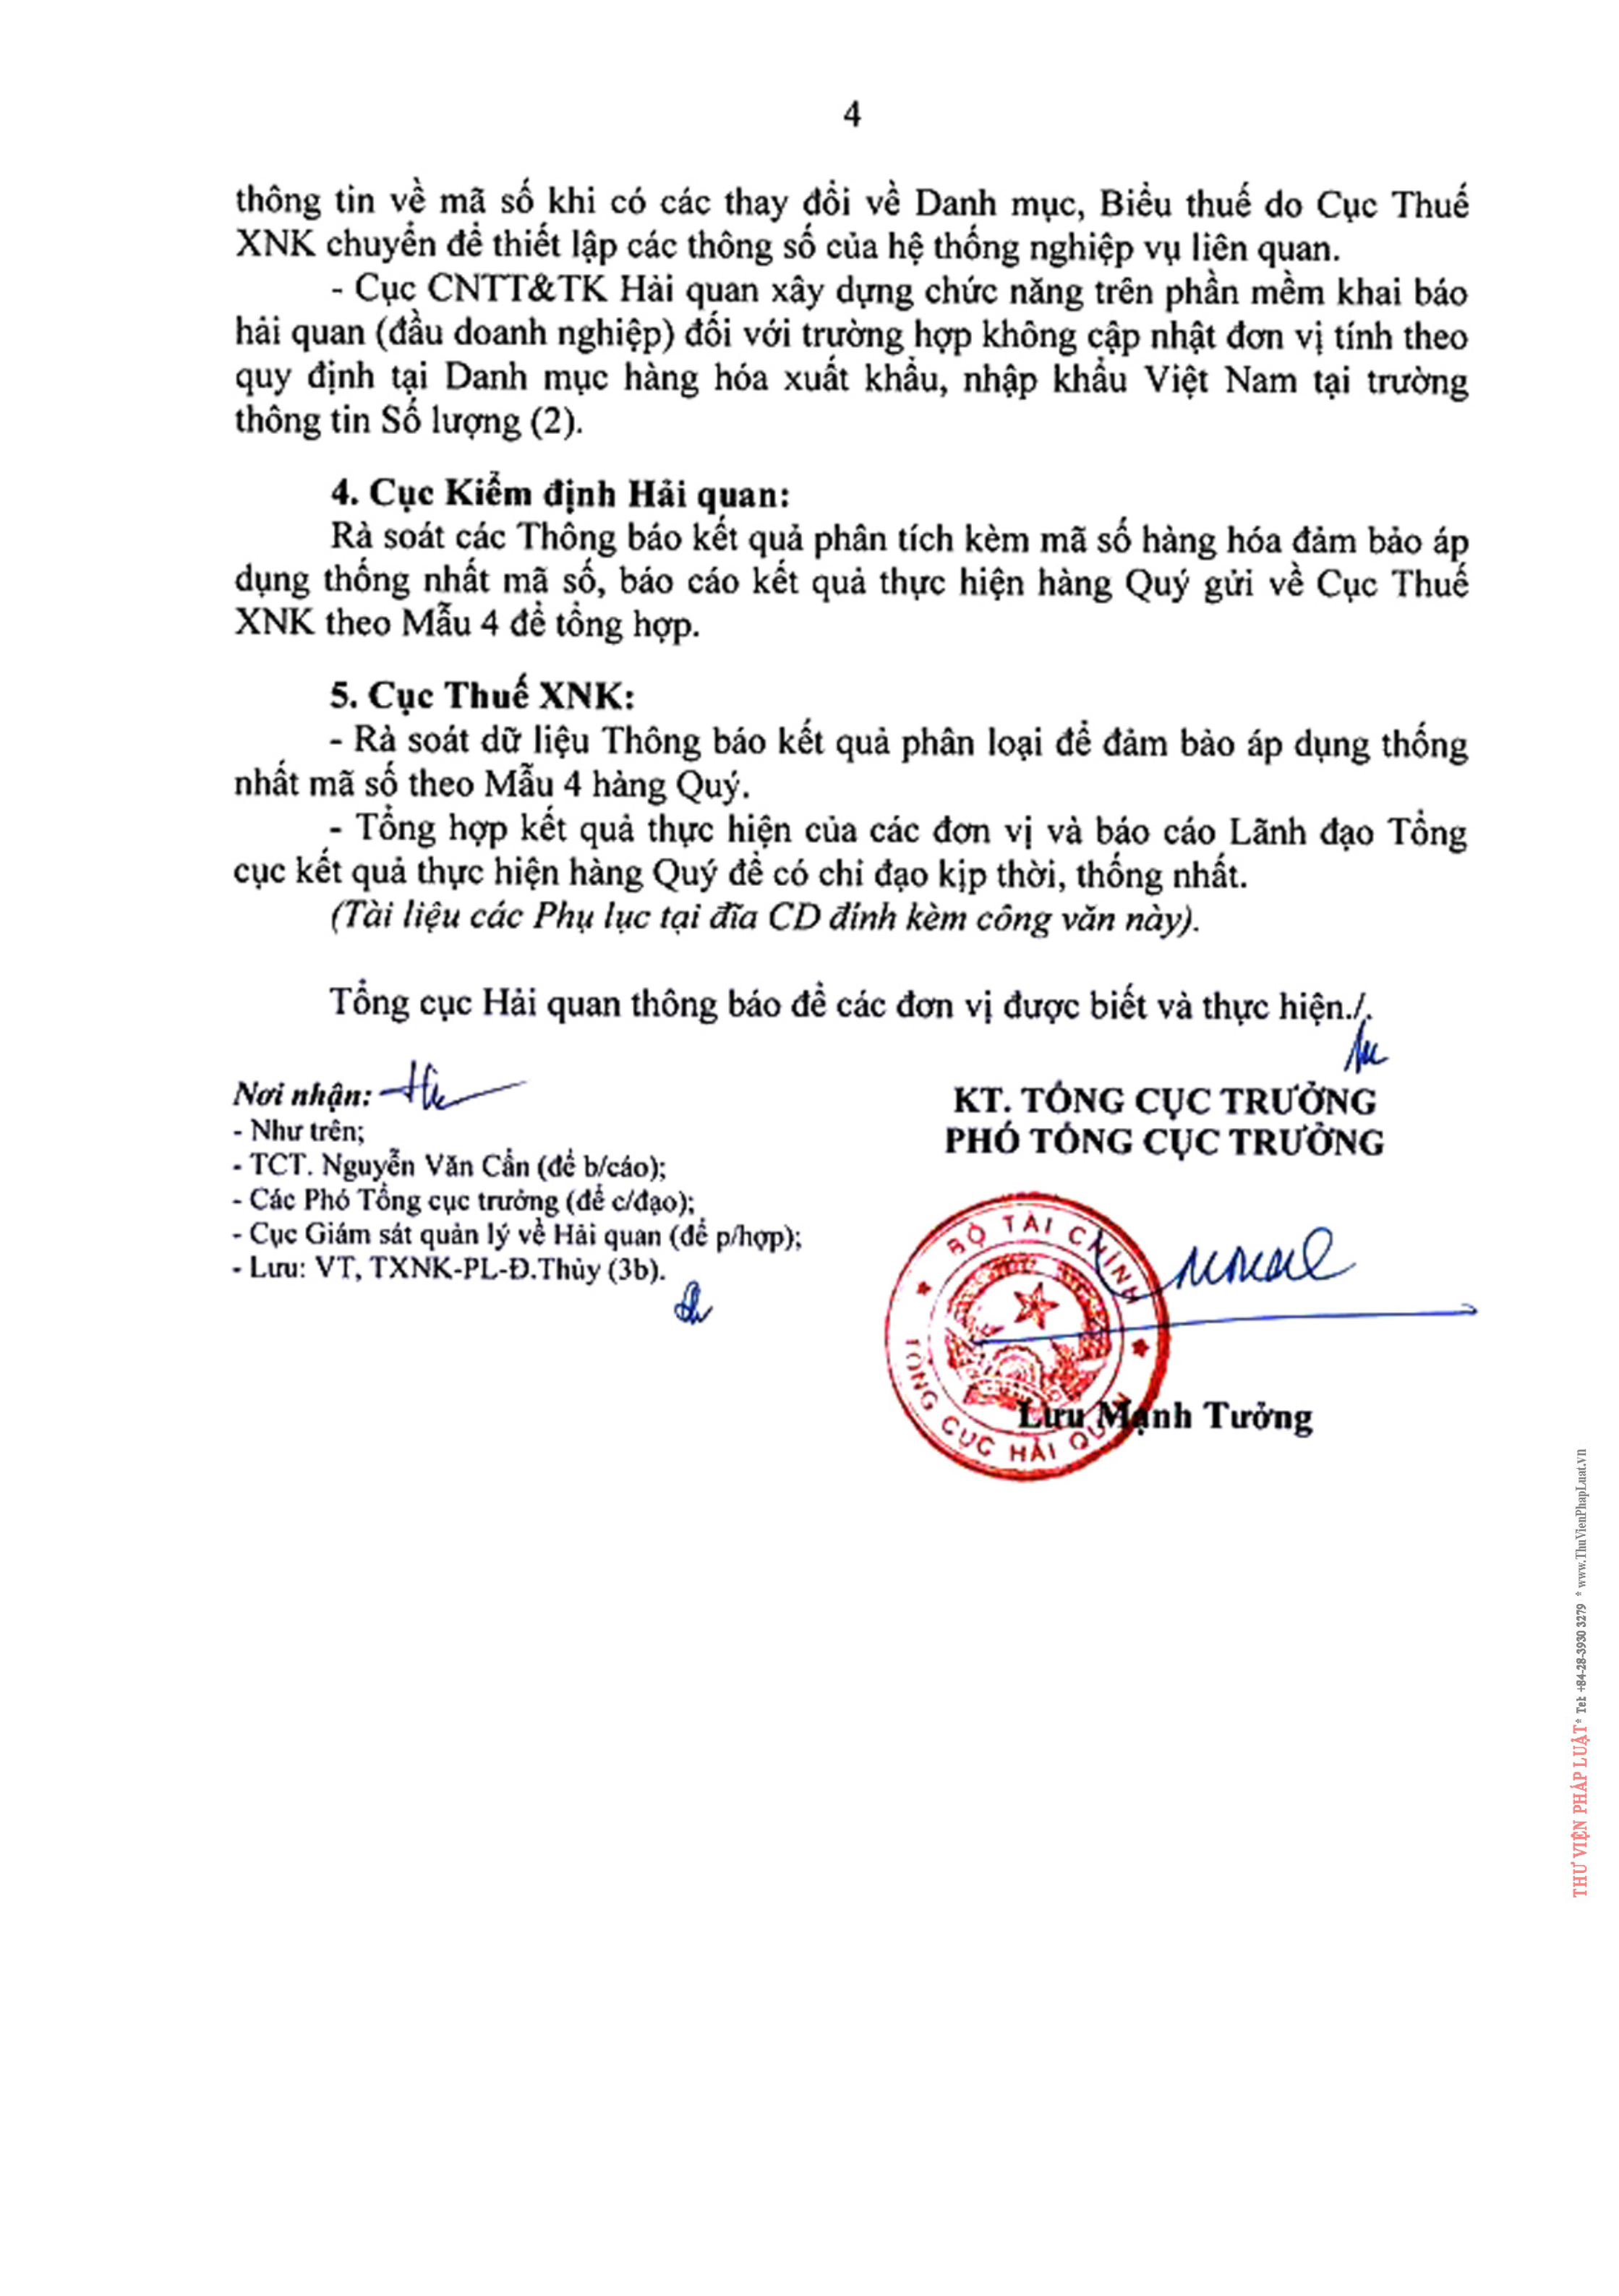 4
thông tin về mã số khi có các thay đổi về Danh mục, Biểu thuế do Cục Thuế
XNK chuyển để thiết lập các thông số của hệ thống nghiệp vụ liên quan.
- Cục CNTT&TK Hải quan xây dựng chức năng trên phần mềm khai báo
hải quan (đầu doanh nghiệp) đối với trường hợp không cập nhật đơn vị tính theo
quy định tại Danh mục hàng hóa xuất khẩu, nhập khẩu Việt Nam tại trường
thông tin Số lượng (2).
4. Cục Kiểm định Hải quan:
Rà soát các Thông báo kết quả phân tích kèm mã số hàng hóa đảm bảo áp
dụng thống nhất mã số, báo cáo kết quả thực hiện hàng Quý gửi về Cục Thuế
XNK theo Mẫu 4 để tổng hợp.
5. Cục Thuế XNK:
- Rà soát dữ liệu Thông báo kết quả phân loại để đảm bảo áp dụng thống
nhất mã số theo Mẫu 4 hàng Quý.
- Tổng hợp kết quả thực hiện của các đơn vị và báo cáo Lãnh đạo Tổng
cục kết quả thực hiện hàng Quý để có chỉ đạo kịp thời, thống nhất.
(Tài liệu các Phụ lục tại đĩa CD đính kèm công văn này).
Tổng cục Hải quan thông báo để các đơn vị được biết và thực hiện./.
Nơi nhận:
- Như trên;
- TCT. Nguyễn Văn Cẩn (để b/cáo);
- Các Phó Tổng cục trưởng (để c/đạo);
- Cục Giám sát quản lý về Hải quan (để p/hợp);
- Lưu: VT, TXNK-PL-Đ.Thủy (3b).
KT. TỔNG CỤC TRƯỞNG
PHÓ TỔNG CỤC TRƯỞNG
BỘ TÀI CHÍNH
TỔNG CỤC HẢI QUAN
Lưu Mạnh Tưởng
THƯ VIỆN PHÁP LUẬT * Tel: +84-28-3930 3279 * www.ThuVienPhapLuat.vn